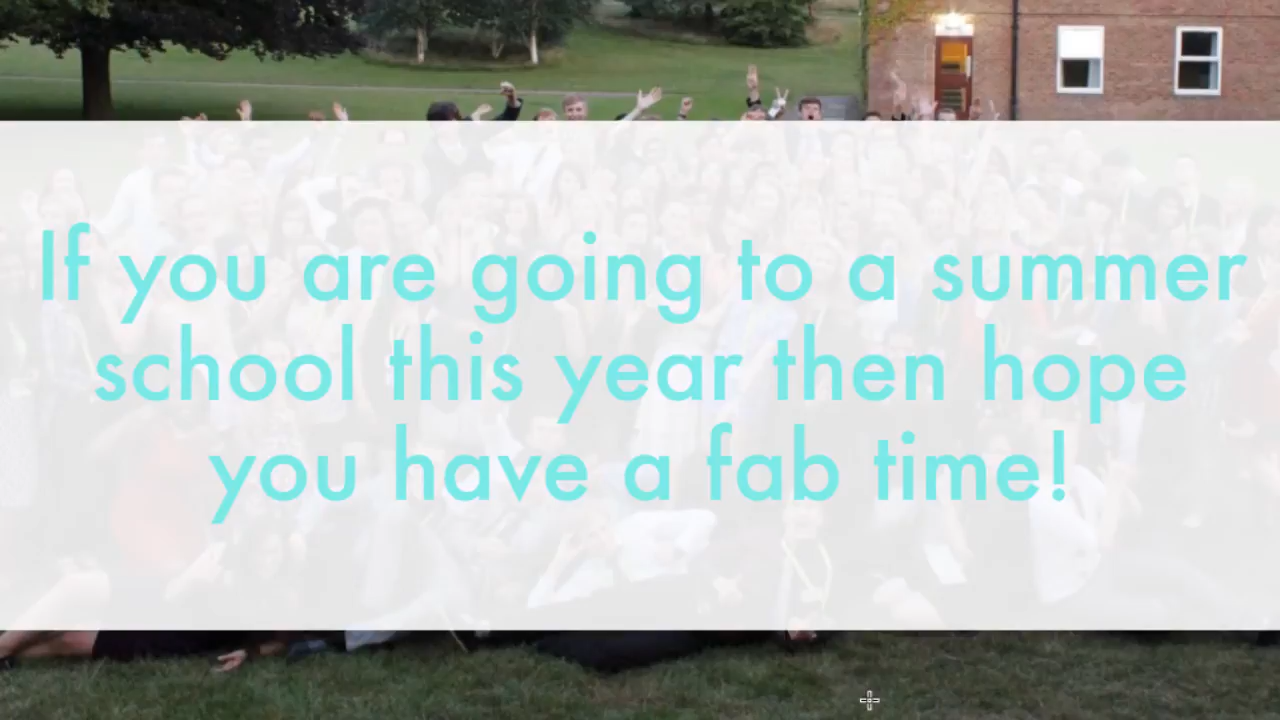 If you are going to a summer
school this year then hope
you have a fab time!